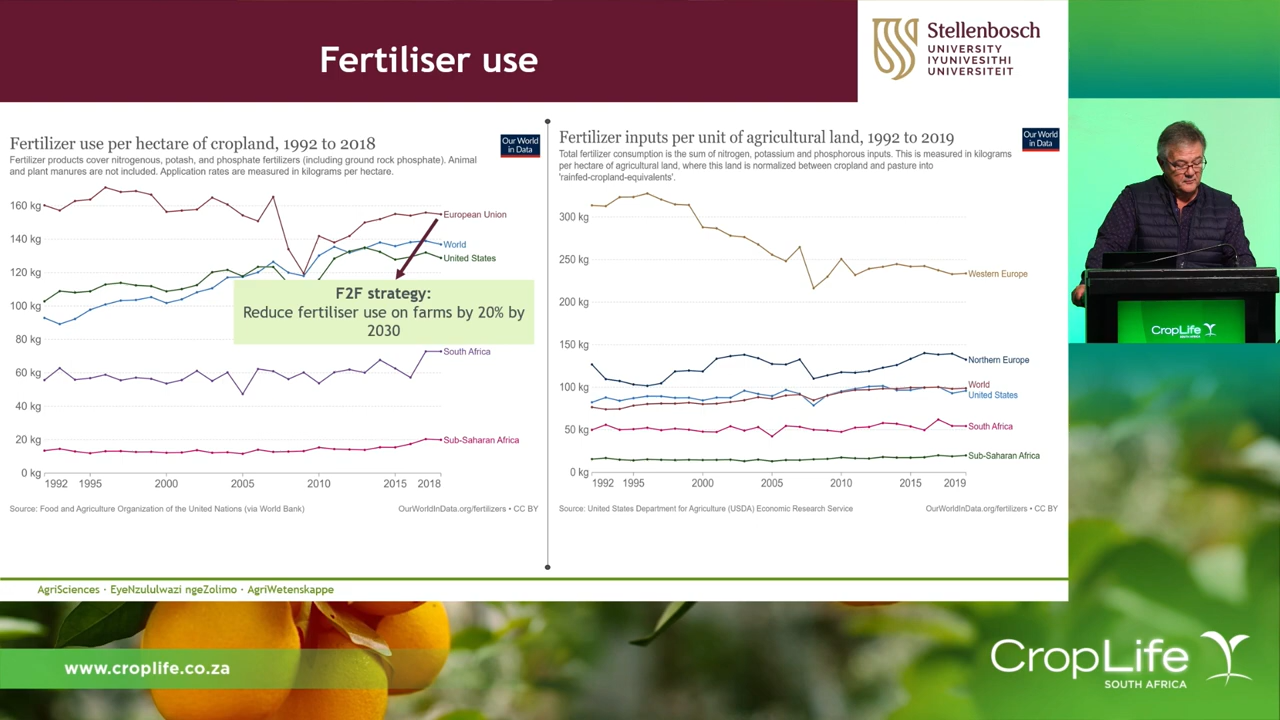 Fertiliser use
Stellenbosch
UNIVERSITY
IYUNIVESITHI
UNIVERSITEIT
Fertilizer use per hectare of cropland, 1992 to 2018
Our World
in Data
Fertilizer products cover nitrogenous, potash, and phosphate fertilizers (including ground rock phosphate). Animal
and plant manures are not included. Application rates are measured in kilograms per hectare.
160 kg
140 kg
120 kg
100 kg
80 kg
60 kg
40 kg
20 kg
0 kg
European Union
World
United States
F2F strategy:
Reduce fertiliser use on farms by 20% by
2030
South Africa
Sub-Saharan Africa
1992 1995 2000 2005 2010 2015 2018
Source: Food and Agriculture Organization of the United Nations (via World Bank)
OurWorldInData.org/fertilizers • CC BY
Fertilizer inputs per unit of agricultural land, 1992 to 2019
Our World
in Data
Total fertilizer consumption is the sum of nitrogen, potassium and phosphorous inputs. This is measured in kilograms
per hectare of agricultural land, where this land is normalized between cropland and pasture into
'rainfed-cropland-equivalents'.
300 kg
250 kg
200 kg
150 kg
100 kg
50 kg
0 kg
Western Europe
Northern Europe
World
United States
South Africa
Sub-Saharan Africa
1992 1995 2000 2005 2010 2015 2019
Source: United States Department for Agriculture (USDA) Economic Research Service
OurWorldInData.org/fertilizers • CC BY
AgriSciences · EyeNzululwazi ngeZolimo · AgriWetenskappe
CropLife
SOUTH AFRICA
www.croplife.co.za
CropLife
SOUTH AFRICA